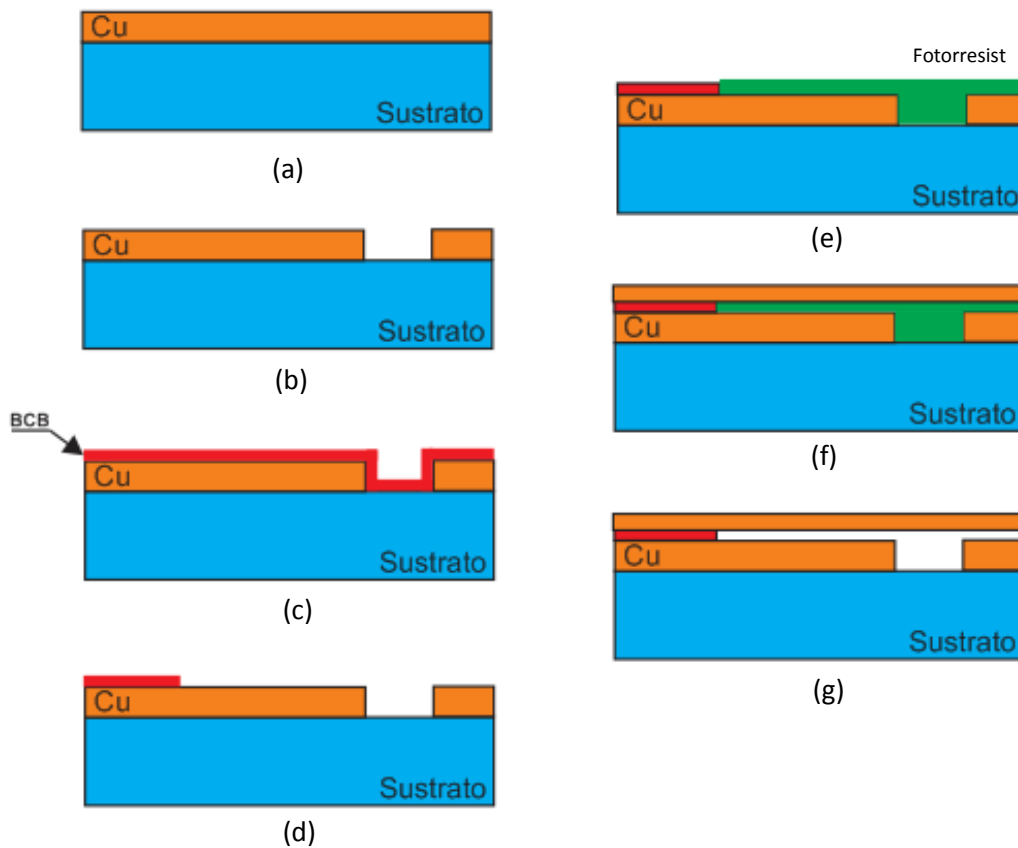 Cu
Sustrato
(a)
Cu
Sustrato
(b)
BCB
Cu
Sustrato
(c)
Cu
Sustrato
(d)
Fotorresist
Cu
Sustrato
(e)
Cu
Sustrato
(f)
Cu
Sustrato
(g)